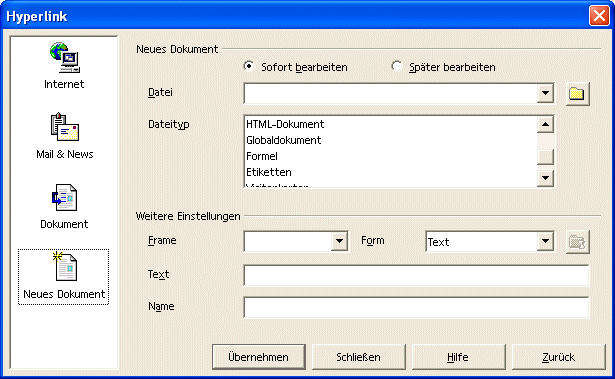 Hyperlink
Internet
Mail & News
Dokument
Neues Dokument
Neues Dokument
Sofort bearbeiten
Später bearbeiten
Datei
Dateityp
HTML-Dokument
Globaldokument
Formel
Etiketten
Weitere Einstellungen
Frame
Form
Text
Text
Name
Übernehmen
Schließen
Hilfe
Zurück